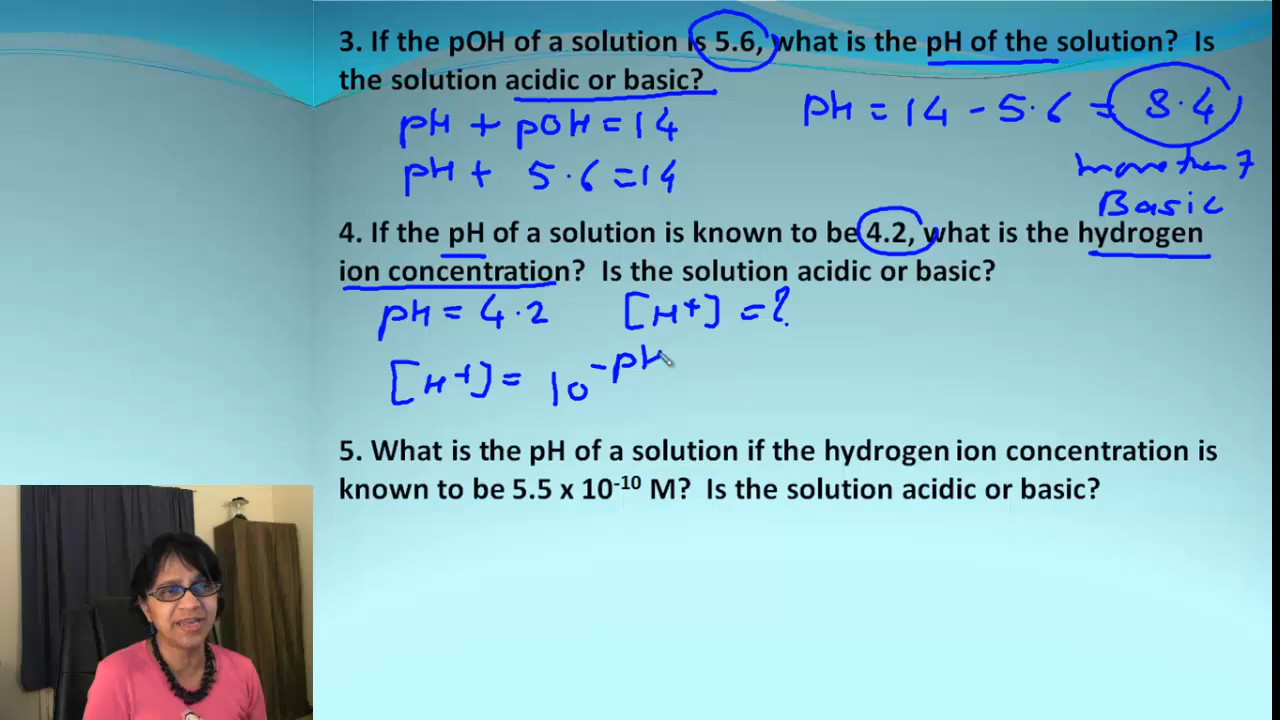 3. If the pOH of a solution is 5.6, what is the pH of the solution? Is
the solution acidic or basic?
pH + pOH = 14
pH + 5.6 = 14
pH = 14 - 5.6 = 8.4
more than 7
Basic
4. If the pH of a solution is known to be 4.2, what is the hydrogen
ion concentration? Is the solution acidic or basic?
pH = 4.2 [H+] = ?
[H+] = 10^-pH
5. What is the pH of a solution if the hydrogen ion concentration is
known to be 5.5 x 10^-10 M? Is the solution acidic or basic?